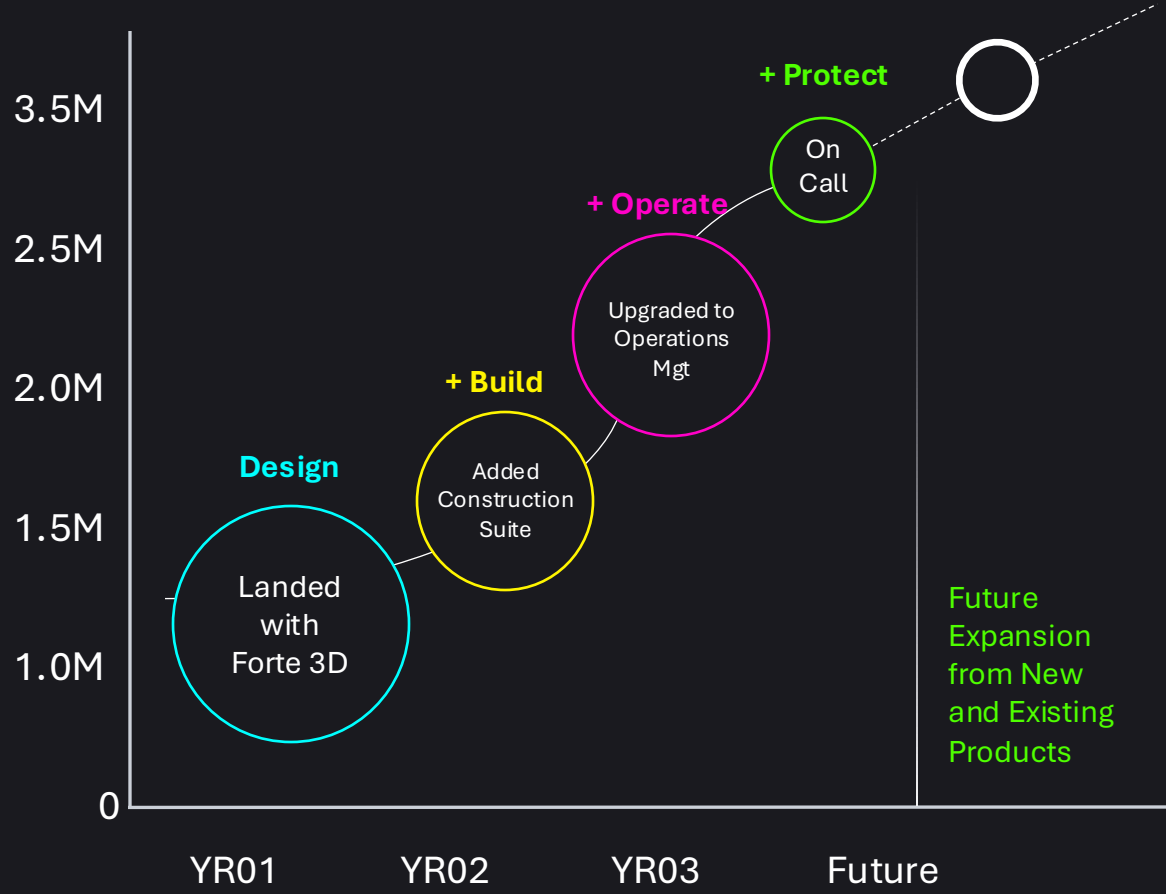 3.5M
2.5M
2.0M
1.5M
1.0M
0
Design
Landed
with
Forte 3D
+ Build
Added
Construction
Suite
+ Operate
Upgraded to
Operations
Mgt
+ Protect
On
Call
Future
Expansion
from New
and Existing
Products
YR01
YR02
YR03
Future